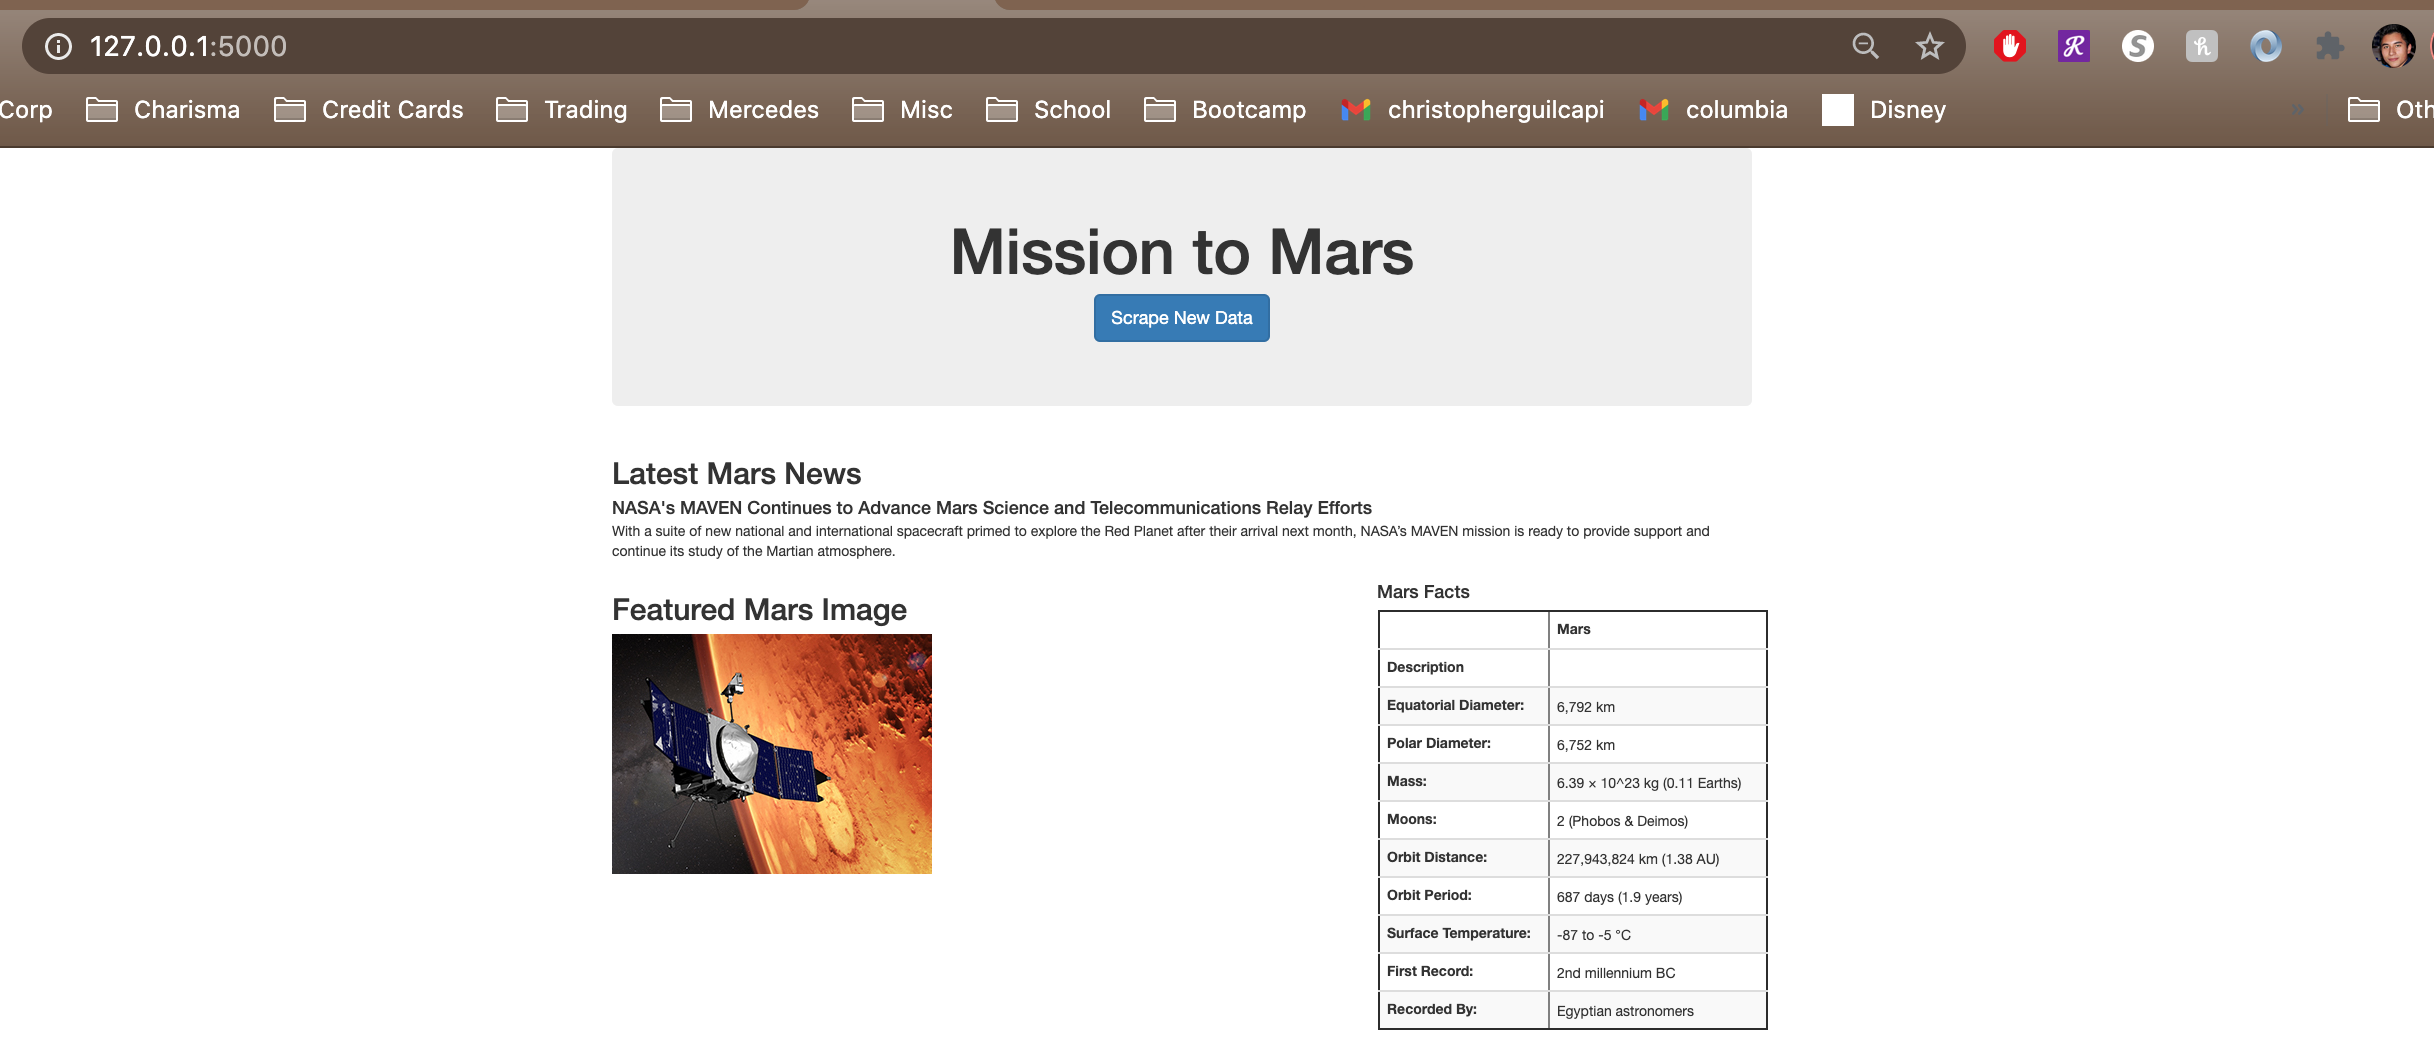 127.0.0.1:5000
Corp Charisma Credit Cards Trading Mercedes Misc School Bootcamp christopherguilcapi columbia Disney » Oth
Mission to Mars
Scrape New Data
Latest Mars News
NASA's MAVEN Continues to Advance Mars Science and Telecommunications Relay Efforts
With a suite of new national and international spacecraft primed to explore the Red Planet after their arrival next month, NASA’s MAVEN mission is ready to provide support and
continue its study of the Martian atmosphere.
Featured Mars Image
Mars Facts
Mars
Description
Equatorial Diameter: 6,792 km
Polar Diameter: 6,752 km
Mass: 6.39 × 10^23 kg (0.11 Earths)
Moons: 2 (Phobos & Deimos)
Orbit Distance: 227,943,824 km (1.38 AU)
Orbit Period: 687 days (1.9 years)
Surface Temperature: -87 to -5 °C
First Record: 2nd millennium BC
Recorded By: Egyptian astronomers